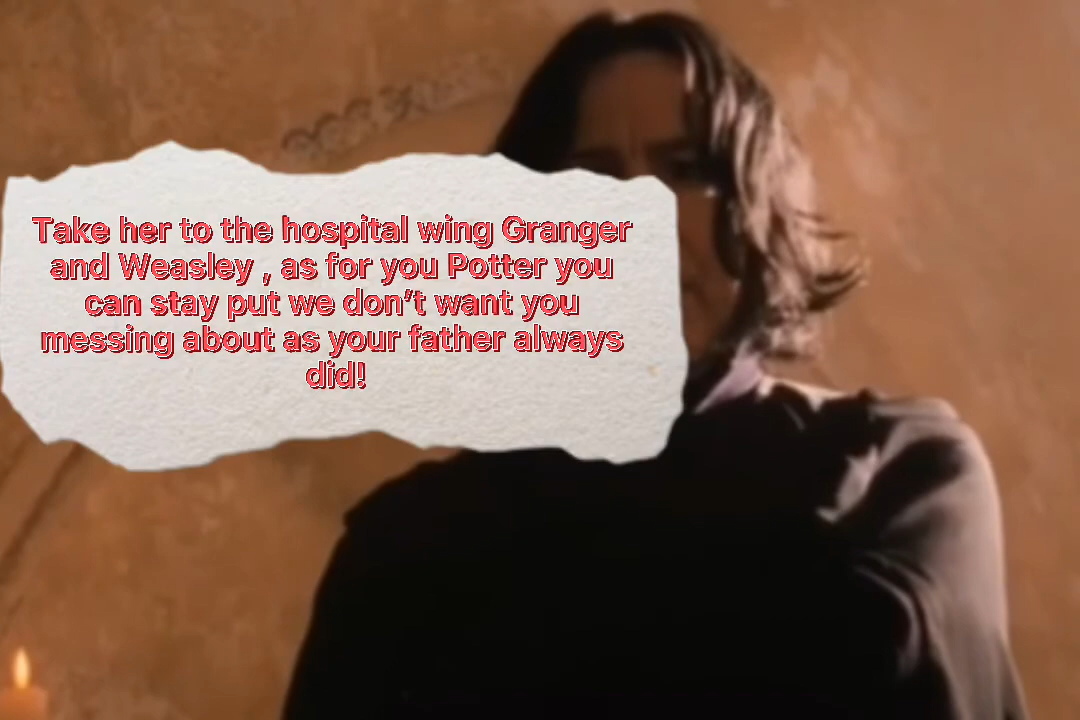 Take her to the hospital wing Granger
and Weasley , as for you Potter you
can stay put we don't want you
messing about as your father always
did!